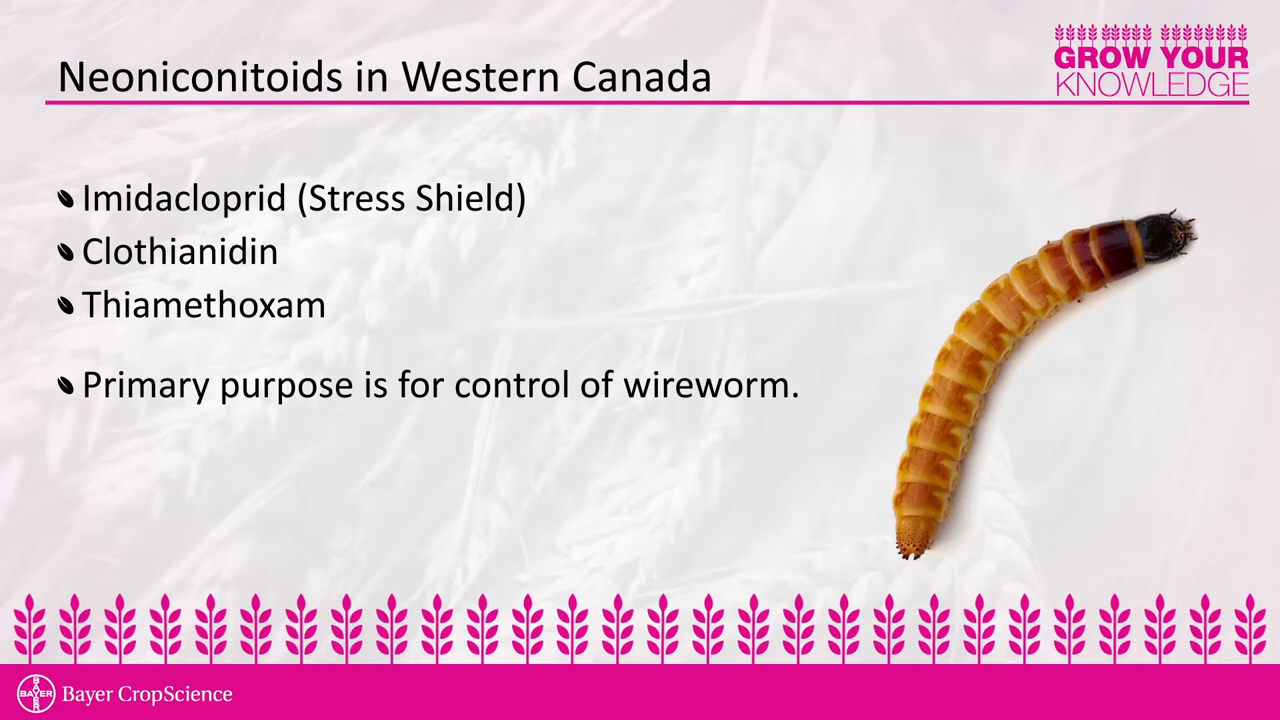 Neoniconitoids in Western Canada
GROW YOUR
KNOWLEDGE
Imidacloprid (Stress Shield)
Clothianidin
Thiamethoxam
Primary purpose is for control of wireworm.
BAYER
BAYER
Bayer CropScience